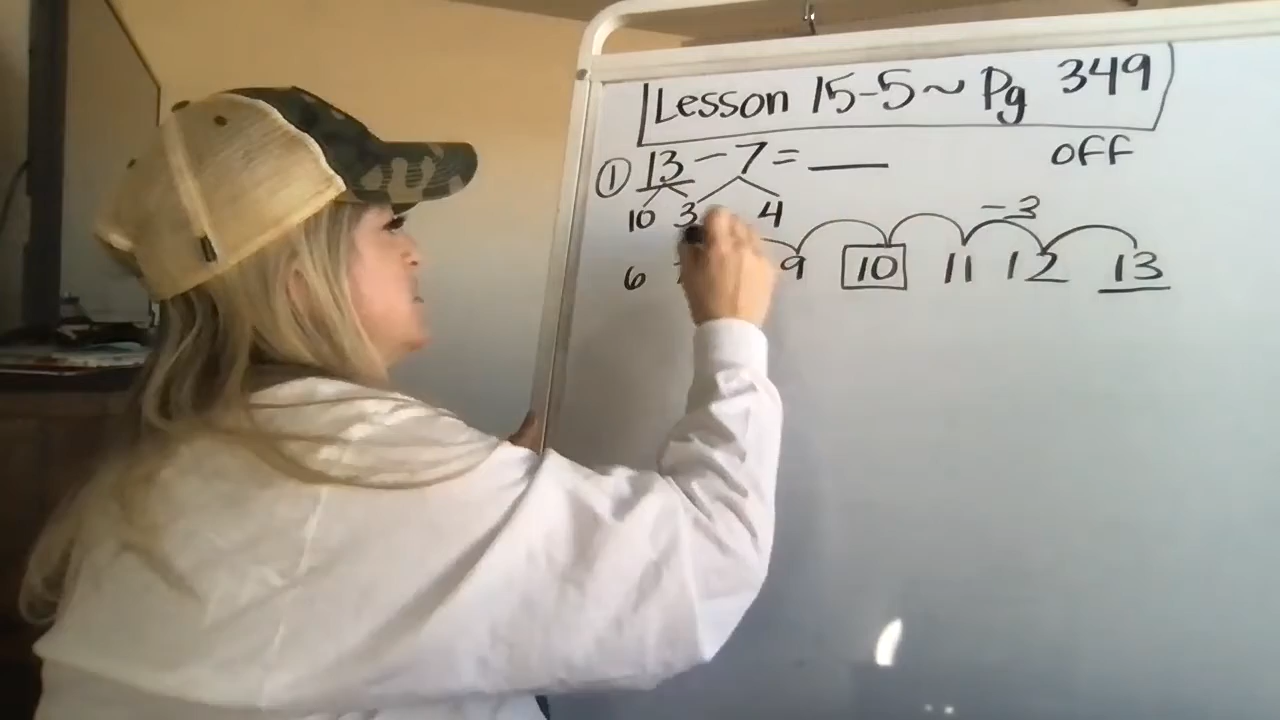 Lesson 15-5~ Pg 349
① 13 - 7 = ___ off
10 3 4 -3
6 9 10 11 12 13